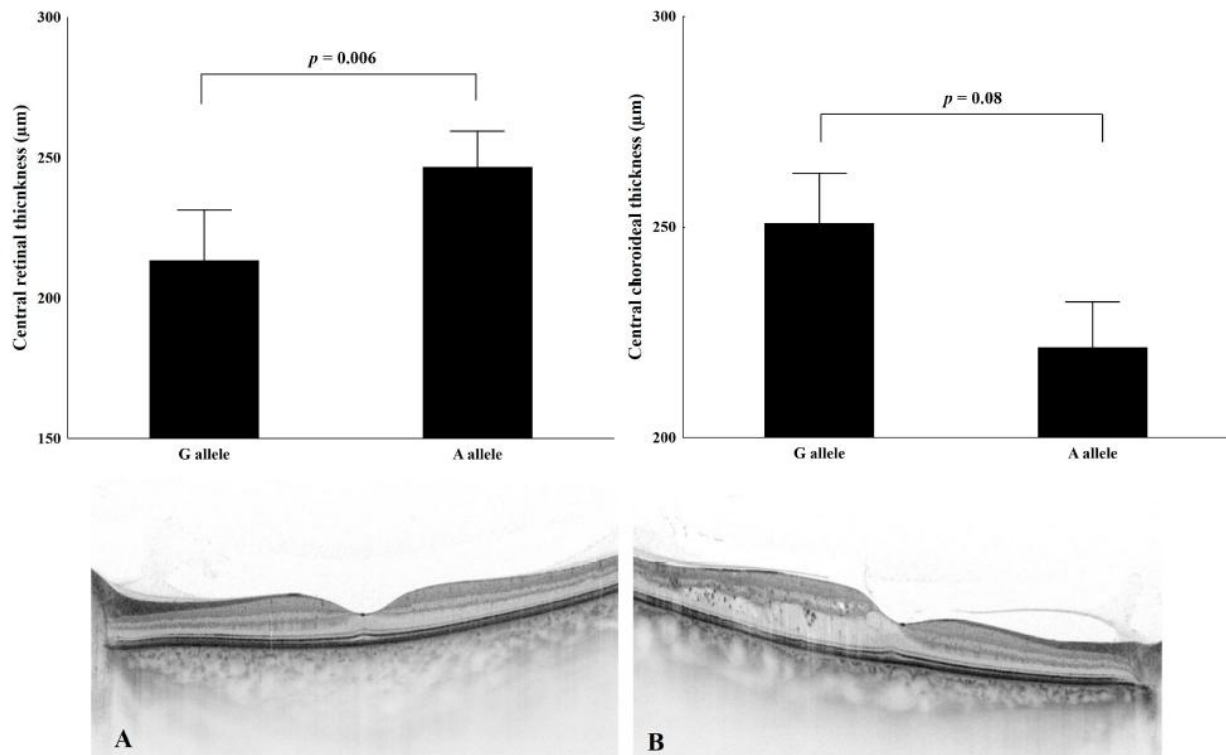 300
p = 0.006
250
Central retinal thicnkness (µm)
200
150
G allele
A allele
300
p = 0.08
250
Central choroideal thickness (µm)
200
G allele
A allele
A
B